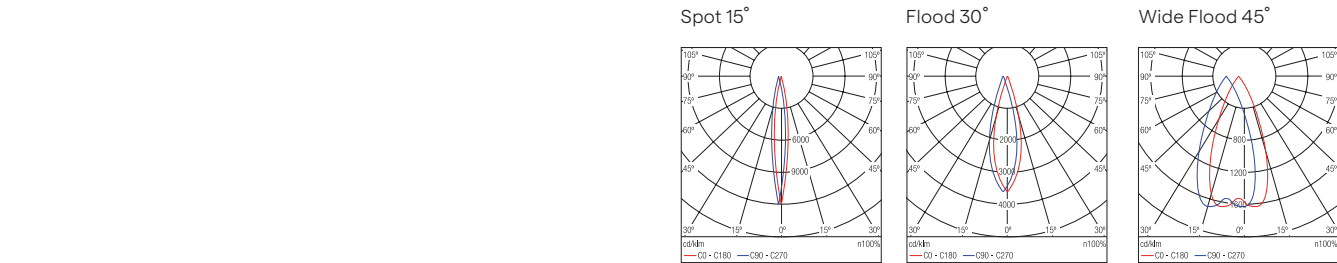 Spot 15°
105° 105°
90° 90°
75° 75°
60° 60°
6000
45° 45°
9000
30° 15° 0° 15° 30°
cd/klm η100%
C0 - C180 C90 - C270
Flood 30°
105° 105°
90° 90°
75° 75°
60° 60°
2000
45° 45°
3000
4000
30° 15° 0° 15° 30°
cd/klm η100%
C0 - C180 C90 - C270
Wide Flood 45°
105° 105°
90° 90°
75° 75°
60° 60°
800
45° 45°
1200
1600
30° 15° 0° 15° 30°
cd/klm η100%
C0 - C180 C90 - C270